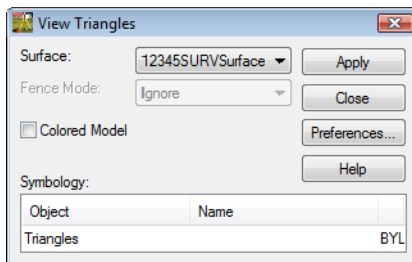 View Triangles
Surface: 12345SURVSurface Apply
Fence Mode: Ignore Close
Colored Model Preferences...
Help
Symbology:
Object Name
Triangles BYL